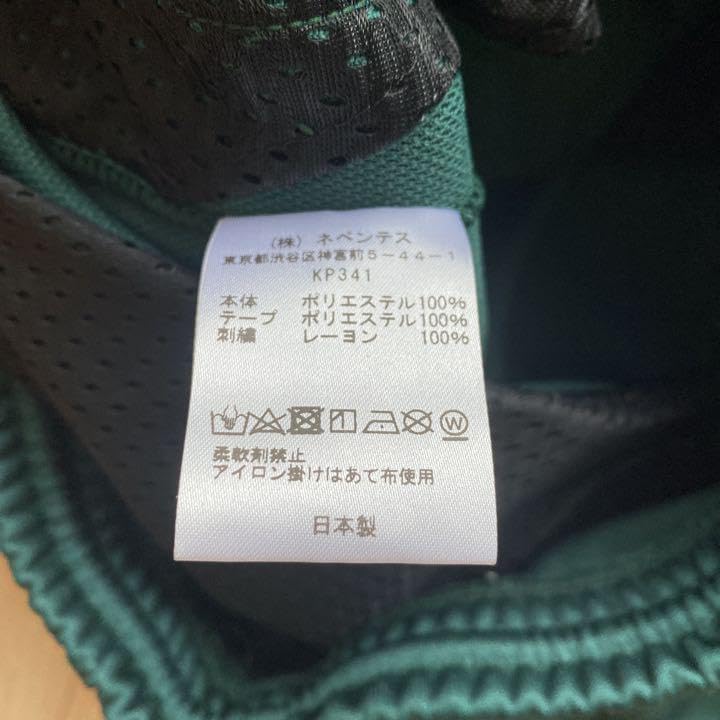 (株) ネペンテス
東京都渋谷区神宮前5-44-1
KP341
本体 ポリエステル100%
テープ ポリエステル100%
刺繍 レーヨン 100%
W
柔軟剤禁止
アイロン掛けはあて布使用
日本製